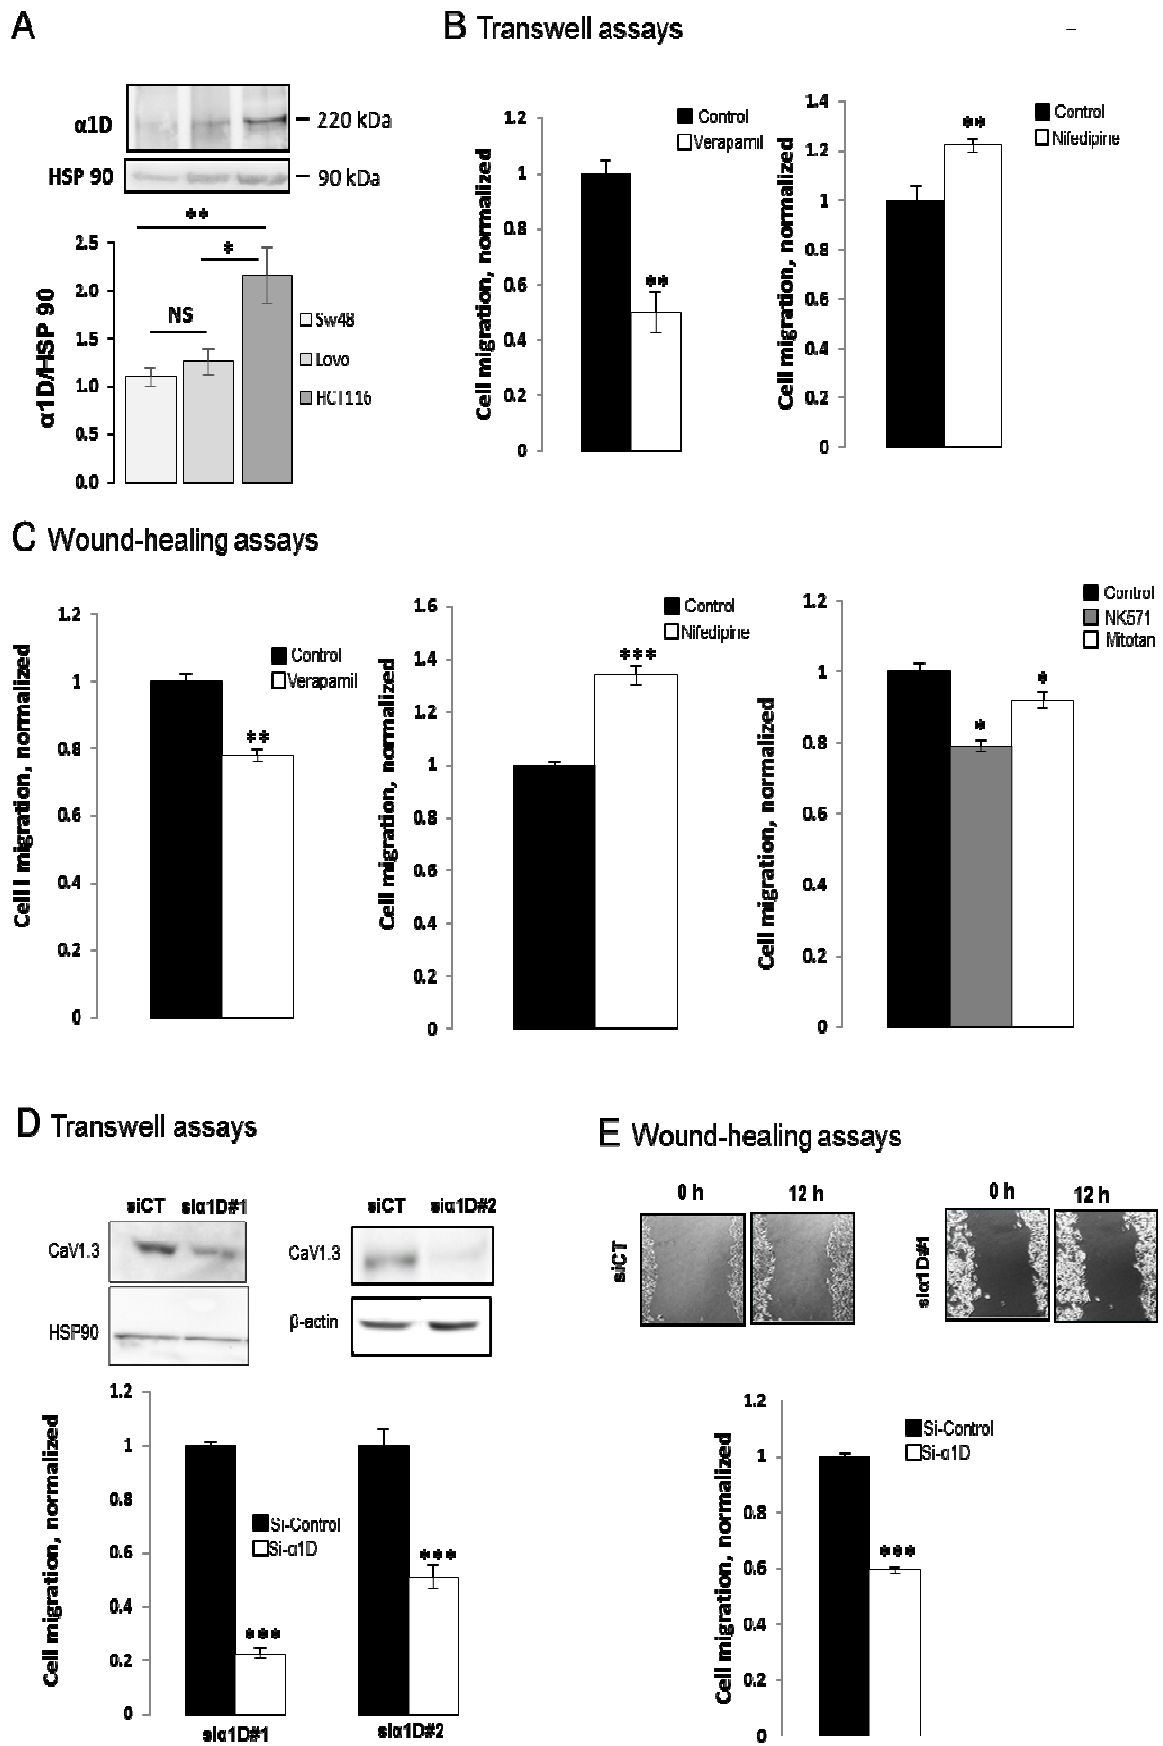 A
α1D
220 kDa
HSP 90
90 kDa
**
*
NS
α1D/HSP 90
2.5
2.0
1.5
1.0
0.5
0.0
Sw48
Lovo
HCT116
B Transwell assays
Cell migration, normalized
1.2
1
0.8
0.6
0.4
0.2
0
**
Control
Verapamil
Cell migration, normalized
1.4
1.2
1
0.8
0.6
0.4
0.2
0
**
Control
Nifedipine
C Wound-healing assays
Cell l migration, normalized
1.2
1
0.8
0.6
0.4
0.2
0
**
Control
Verapamil
Cell migration, normalized
1.6
1.4
1.2
1
0.8
0.6
0.4
0.2
0
***
Control
Nifedipine
Cell migration, normalized
1.2
1
0.8
0.6
0.4
0.2
0
*
*
Control
NK571
Mitotan
D Transwell assays
siCT siα1D#1
CaV1.3
HSP90
siCT siα1D#2
CaV1.3
β-actin
Cell migration, normalized
1.2
1
0.8
0.6
0.4
0.2
0
***
***
Si-Control
Si-α1D
siα1D#1
siα1D#2
E Wound-healing assays
0 h
12 h
siCT
0 h
12 h
siα1D#1
Cell migration, normalized
1.2
1
0.8
0.6
0.4
0.2
0
***
Si-Control
Si-α1D